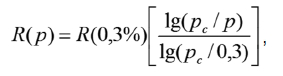 R(p) = R(0,3%) [ lg(p_c / p) / lg(p_c / 0,3) ],